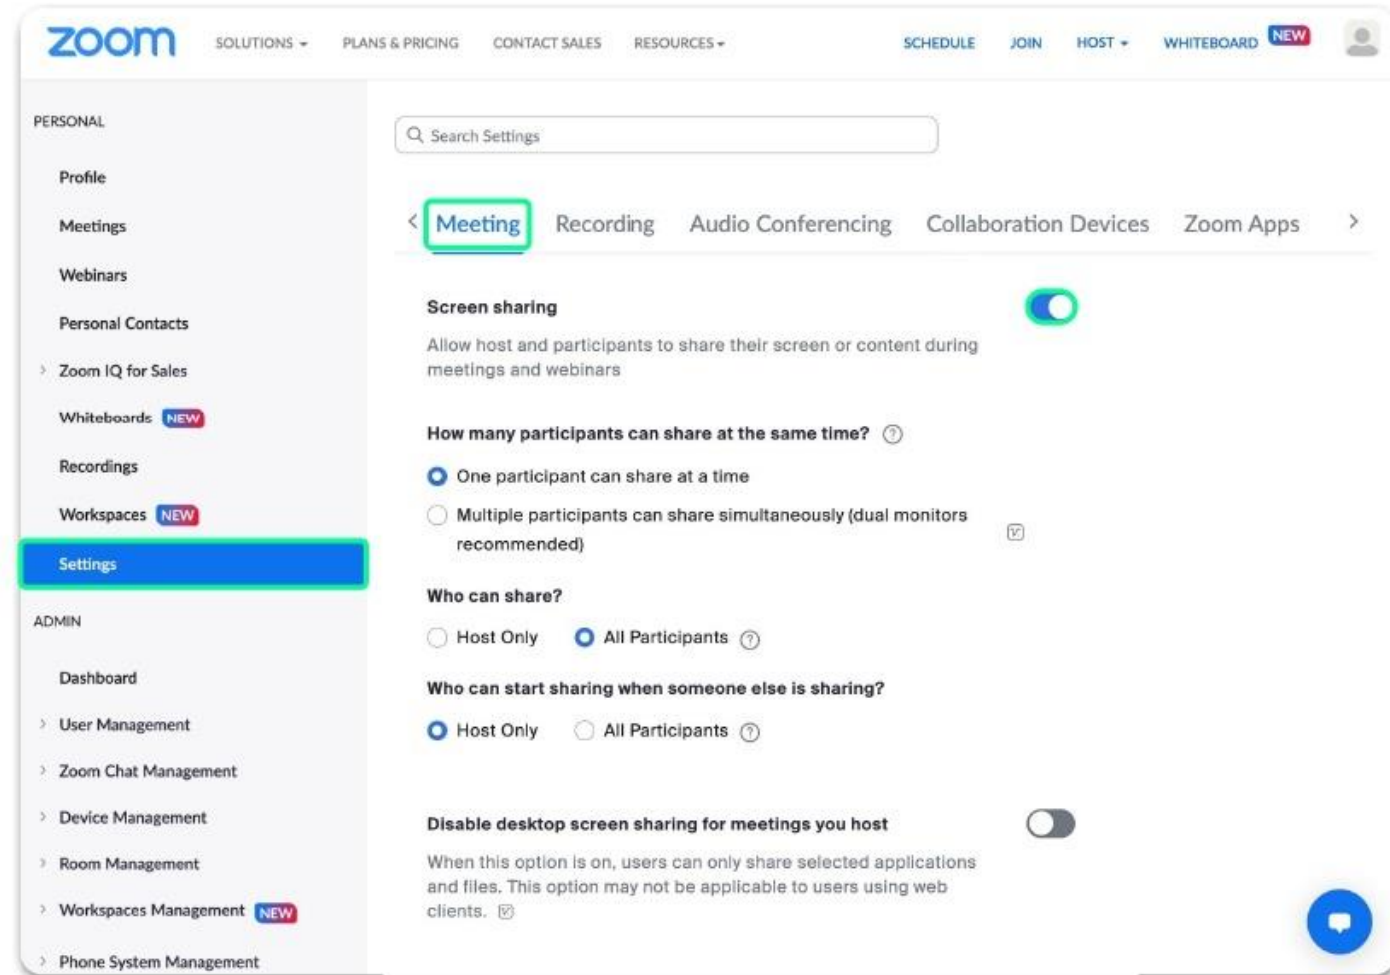 zoom SOLUTIONS PLANS & PRICING CONTACT SALES RESOURCES SCHEDULE JOIN HOST WHITEBOARD NEW
PERSONAL
Profile
Meetings
Webinars
Personal Contacts
Zoom IQ for Sales
Whiteboards NEW
Recordings
Workspaces NEW
Settings
ADMIN
Dashboard
User Management
Zoom Chat Management
Device Management
Room Management
Workspaces Management NEW
Phone System Management
Search Settings
Meeting Recording Audio Conferencing Collaboration Devices Zoom Apps
Screen sharing
Allow host and participants to share their screen or content during
meetings and webinars
How many participants can share at the same time? ?
One participant can share at a time
Multiple participants can share simultaneously (dual monitors
recommended)
Who can share?
Host Only All Participants ?
Who can start sharing when someone else is sharing?
Host Only All Participants ?
Disable desktop screen sharing for meetings you host
When this option is on, users can only share selected applications
and files. This option may not be applicable to users using web
clients.